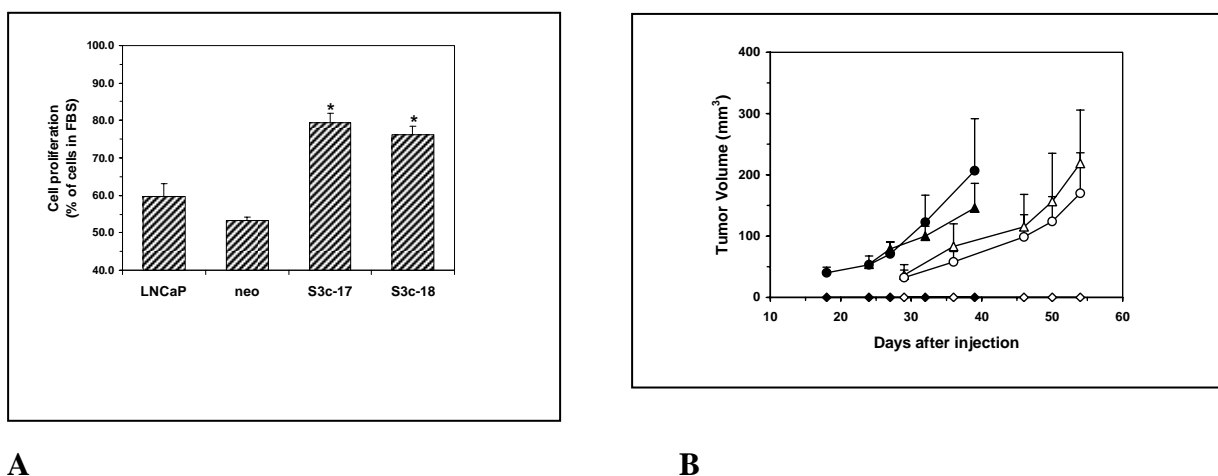 100.0
90.0
80.0
70.0
60.0
50.0
40.0
Cell proliferation
(% of cells in FBS)
*
*
LNCaP neo S3c-17 S3c-18
400
300
200
100
0
Tumor Volume (mm³)
10 20 30 40 50 60
Days after injection
A
B